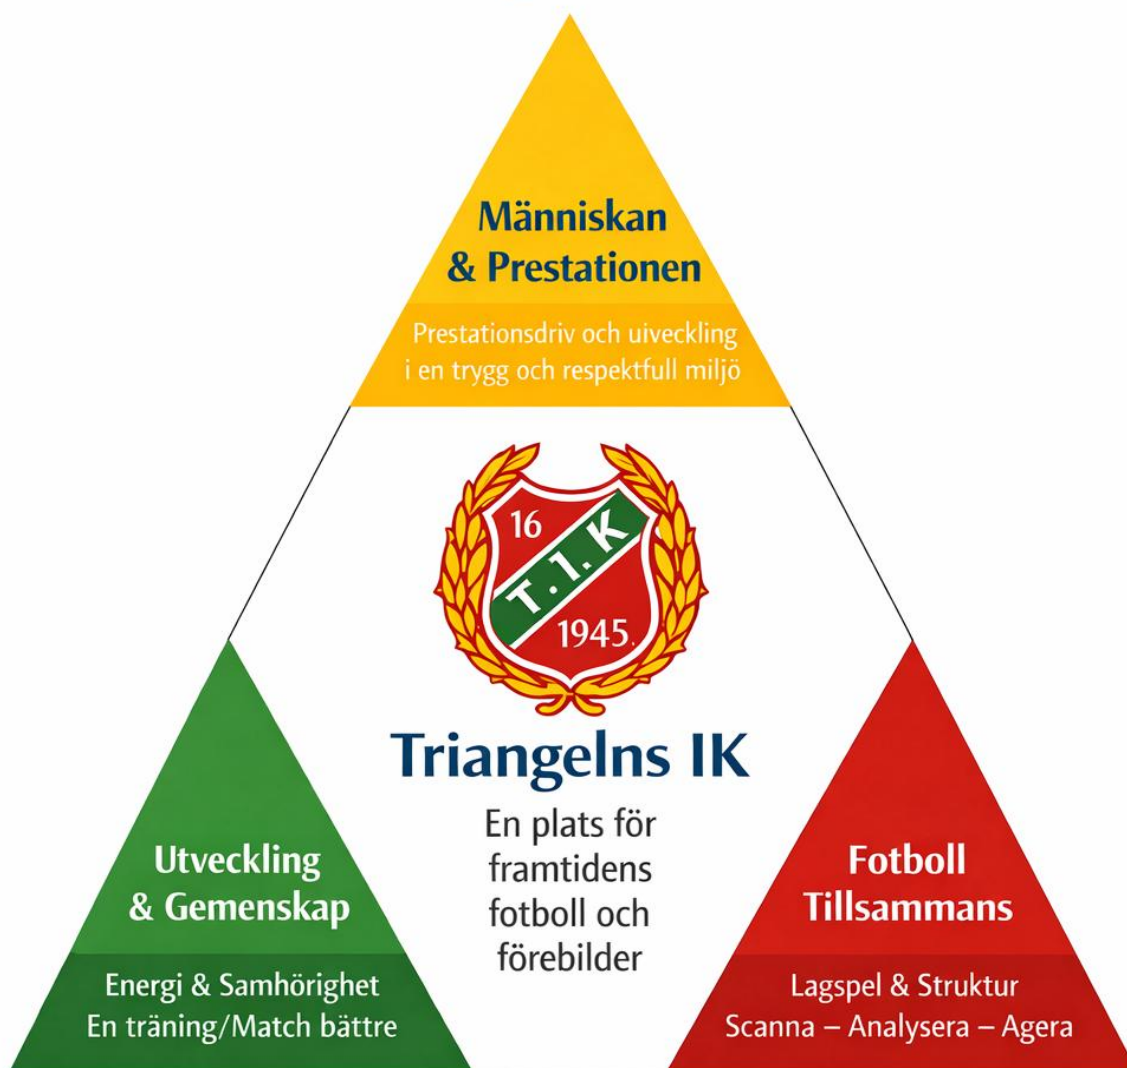 Människan
& Prestationen
Prestationsdriv och uiveckling
i en trygg och respektfull miljö
16
T.1.K
1945.
Triangelns IK
En plats för
framtidens
fotboll och
förebilder
Utveckling
& Gemenskap
Energi & Samhörighet
En träning/Match bättre
Fotboll
Tillsammans
Lagspel & Struktur
Scanna – Analysera – Agera